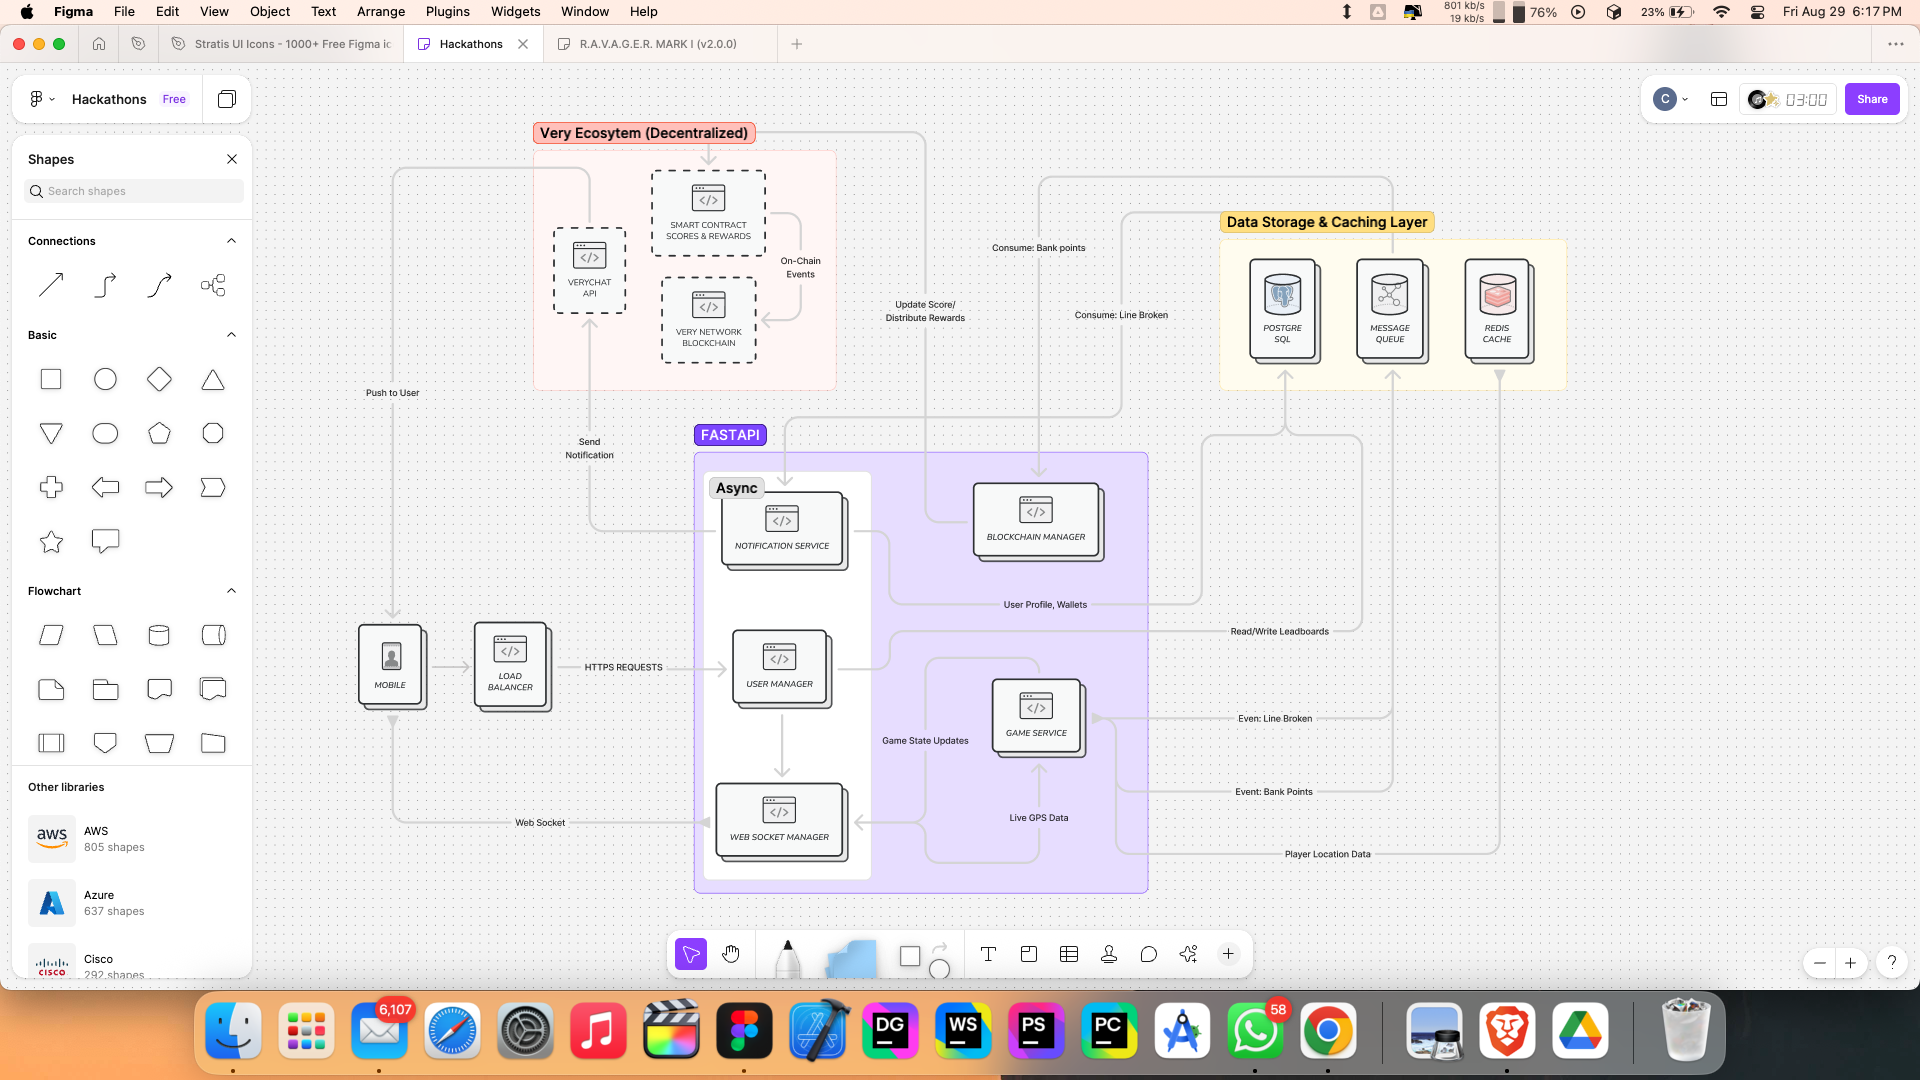 Figma File Edit View Object Text Arrange Plugins Widgets Window Help
801 kb/s
19 kb/s
76%
23%
Fri Aug 29 6:17 PM
Stratis UI Icons - 1000+ Free Figma ic
Hackathons
R.A.V.A.G.E.R. MARK I (v2.0.0)
Hackathons Free
C
03:00
Share
Shapes
Search shapes
Connections
Basic
Flowchart
Other libraries
AWS
805 shapes
aws
Azure
637 shapes
Cisco
292 shapes
CISCO
Very Ecosytem (Decentralized)
SMART CONTRACT
SCORES & REWARDS
VERYCHAT
API
On-Chain
Events
VERY NETWORK
BLOCKCHAIN
Push to User
Send
Notification
Update Score/
Distribute Rewards
Consume: Bank points
Consume: Line Broken
Data Storage & Caching Layer
POSTGRE
SQL
MESSAGE
QUEUE
REDIS
CACHE
FASTAPI
Async
NOTIFICATION SERVICE
BLOCKCHAIN MANAGER
User Profile, Wallets
Read/Write Leadboards
MOBILE
LOAD
BALANCER
HTTPS REQUESTS
USER MANAGER
GAME SERVICE
Game State Updates
Even: Line Broken
Event: Bank Points
Live GPS Data
Web Socket
WEB SOCKET MANAGER
Player Location Data
T
?
6,107
DG
WS
PS
PC
58